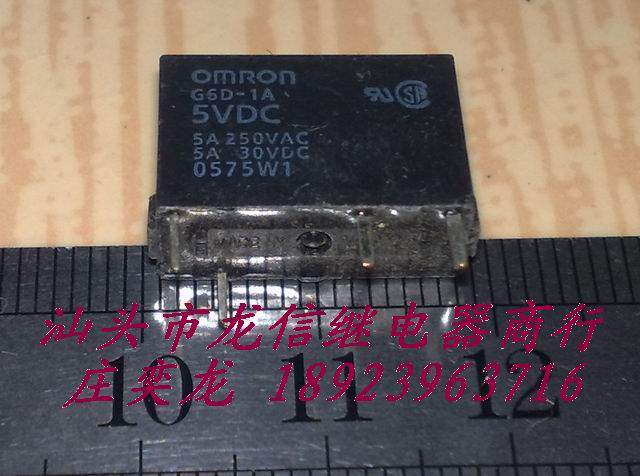 OMRON
G6D-1A
5VDC
5A 250VAC
5A 30VDC
0575W1
汕头市龙信继电器商行
庄奕龙 18923963716
10 11 12